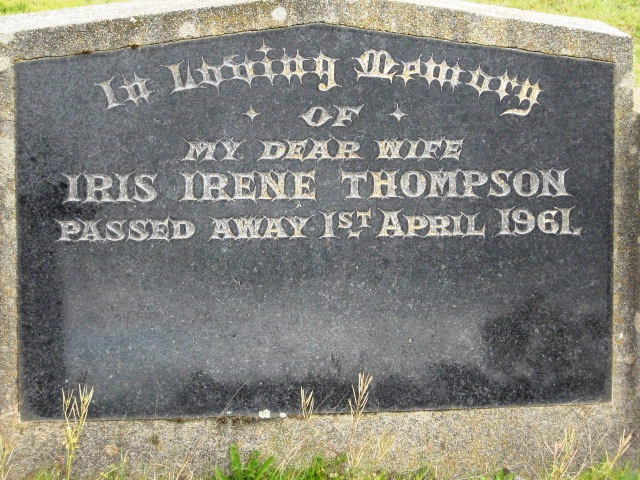 In Loving Memory
OF
MY DEAR WIFE
IRIS IRENE THOMPSON
PASSED AWAY 1ST APRIL 1961.